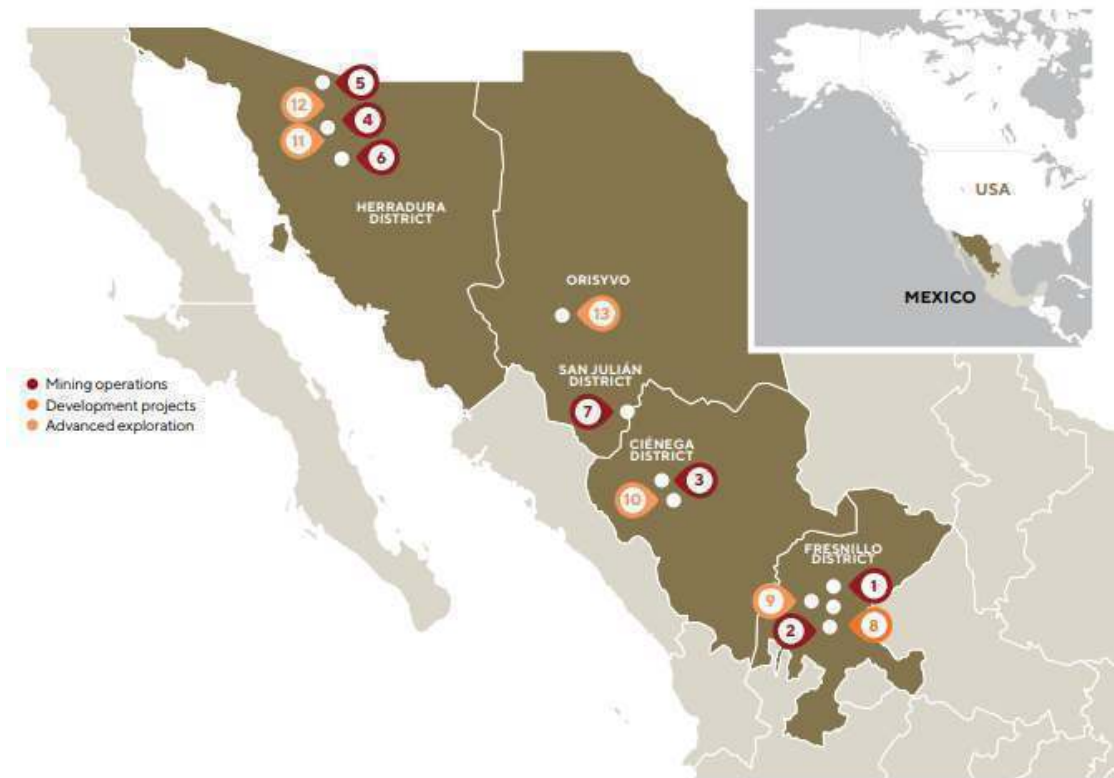 5
12
4
11
6
HERRADURA
DISTRICT
ORISYVO
13
SAN JULIÁN
DISTRICT
7
CIÉNEGA
DISTRICT
3
10
FRESNILLO
DISTRICT
1
9
8
2
Mining operations
Development projects
Advanced exploration
USA
MEXICO